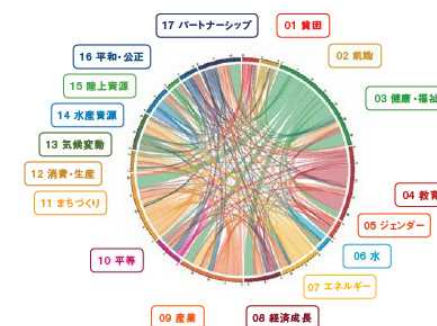 17 パートナーシップ
01 貧困
16 平和・公正
02 飢餓
15 陸上資源
03 健康・福祉
14 水産資源
13 気候変動
12 消費・生産
04 教育
11 まちづくり
05 ジェンダー
06 水
10 平等
07 エネルギー
09 産業
08 経済成長